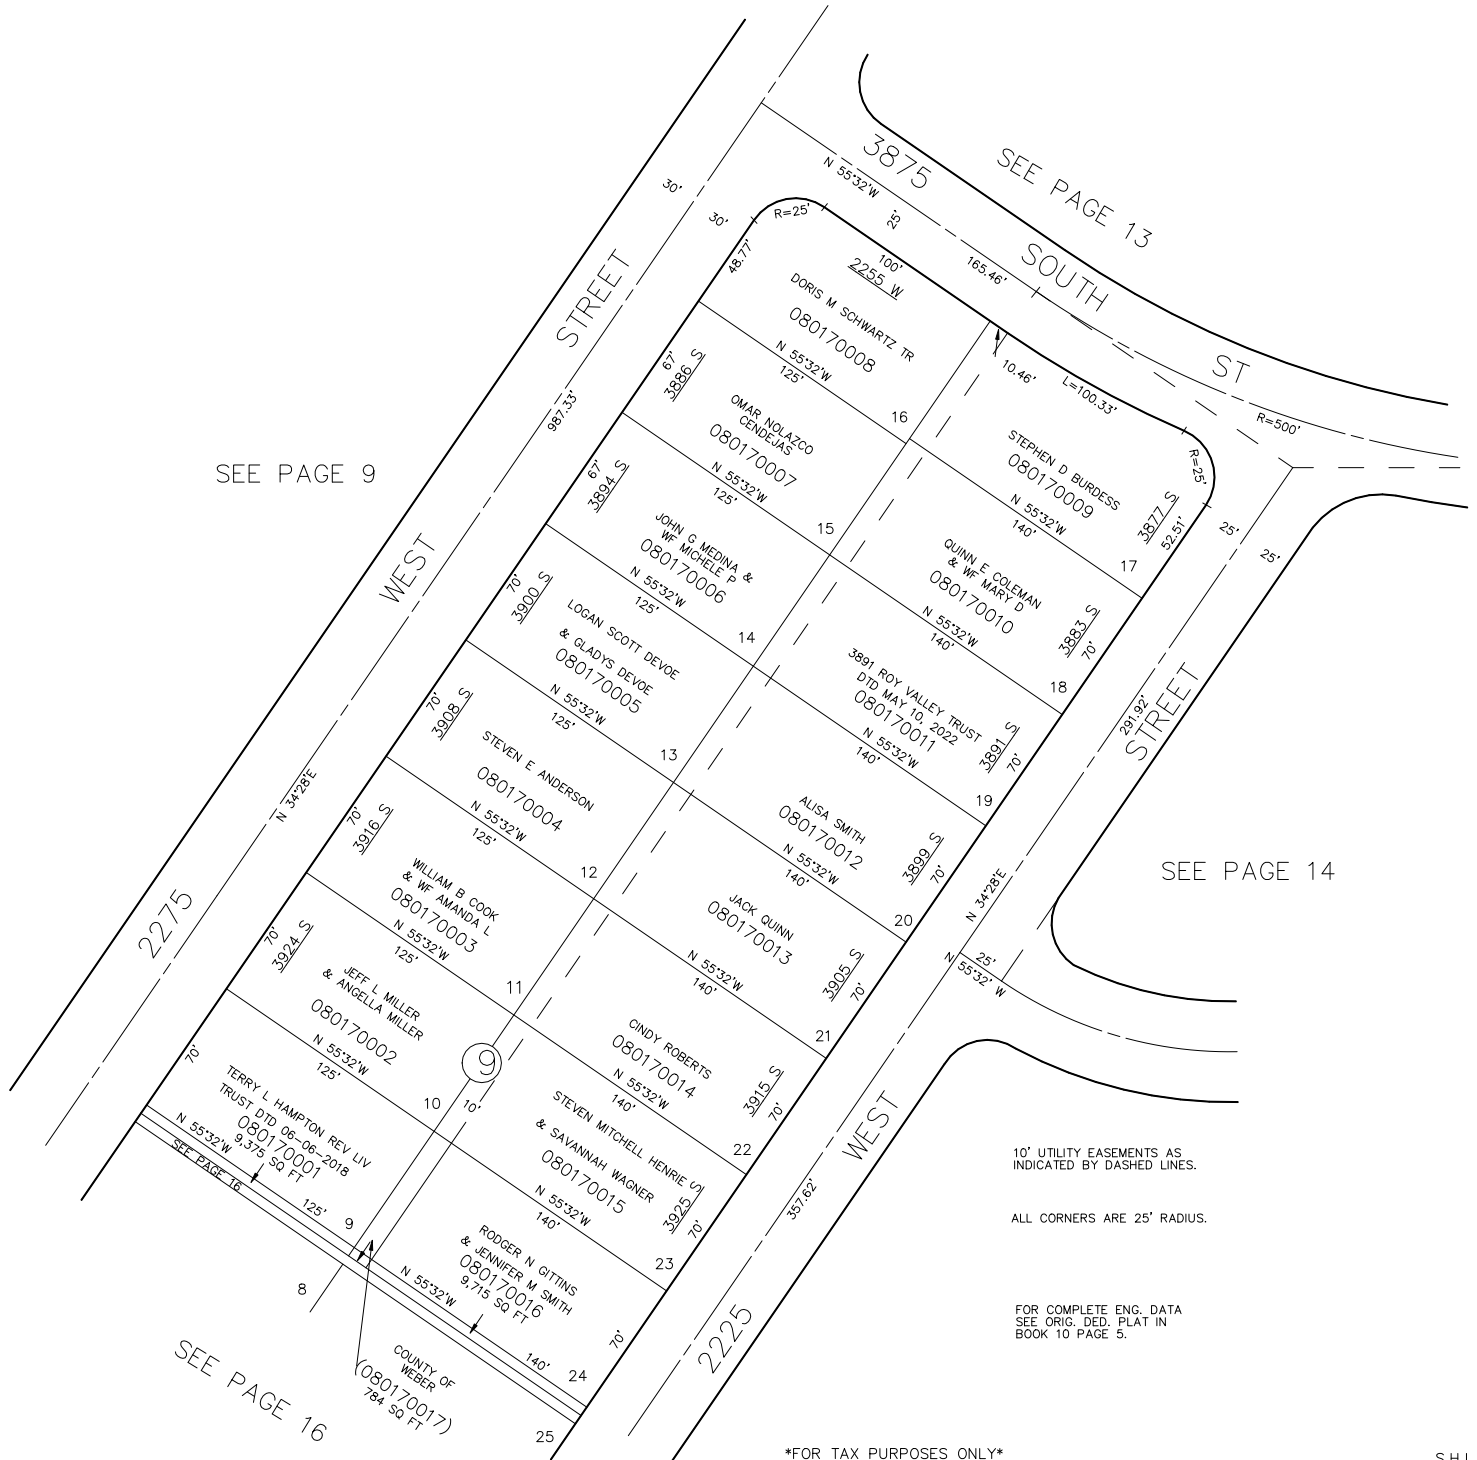 SEE PAGE 13
3875
SOUTH
ST
N 55°32'W
25'
165.46'
30'
30'
R=25'
100'
2255 W
48.77'
DORIS M SCHWARTZ TR
080170008
N 55°32'W
125'
16
10.46'
L=100.33'
R=500'
R=25'
STREET
987.33'
WEST
N 34°28'E
2275
SEE PAGE 9
67'
3886 S
OMAR NOLAZCO
CENDEJAS
080170007
N 55°32'W
125'
15
STEPHEN D BURDESS
080170009
3877 S
52.51'
N 55°32'W
140'
17
25'
25'
67'
3894 S
JOHN G MEDINA &
WF MICHELE P
080170006
N 55°32'W
125'
14
QUINN E COLEMAN
& WF MARY D
080170010
3883 S
70'
N 55°32'W
140'
18
70'
3900 S
LOGAN SCOTT DEVOE
& GLADYS DEVOE
080170005
N 55°32'W
125'
13
3891 ROY VALLEY TRUST
DTD MAY 10, 2022
080170011
3891 S
70'
N 55°32'W
140'
19
70'
3908 S
STEVEN E ANDERSON
080170004
N 55°32'W
125'
12
ALISA SMITH
080170012
3899 S
70'
N 55°32'W
140'
20
70'
3916 S
WILLIAM B COOK
& WF AMANDA L
080170003
N 55°32'W
125'
11
JACK QUINN
080170013
3905 S
70'
N 55°32'W
140'
21
70'
3924 S
JEFF L MILLER
& ANGELLA MILLER
080170002
N 55°32'W
125'
10
9
10'
CINDY ROBERTS
080170014
3915 S
70'
N 55°32'W
140'
22
70'
TERRY L HAMPTON REV LIV
TRUST DTD 06-06-2018
080170001
9,375 SQ FT
N 55°32'W
SEE PAGE 16
125'
9
STEVEN MITCHELL HENRIE
& SAVANNAH WAGNER
080170015
3925 S
70'
N 55°32'W
140'
23
RODGER N GITTINS
& JENNIFER M SMITH
080170016
9,715 SQ FT
N 55°32'W
140'
70'
24
8
COUNTY OF
WEBER
(080170017)
784 SQ FT
25
SEE PAGE 16
STREET
291.92'
N 34°28'E
25'
N 55°32' W
WEST
357.62'
2225
SEE PAGE 14
10' UTILITY EASEMENTS AS
INDICATED BY DASHED LINES.
ALL CORNERS ARE 25' RADIUS.
FOR COMPLETE ENG. DATA
SEE ORIG. DED. PLAT IN
BOOK 10 PAGE 5.
*FOR TAX PURPOSES ONLY*